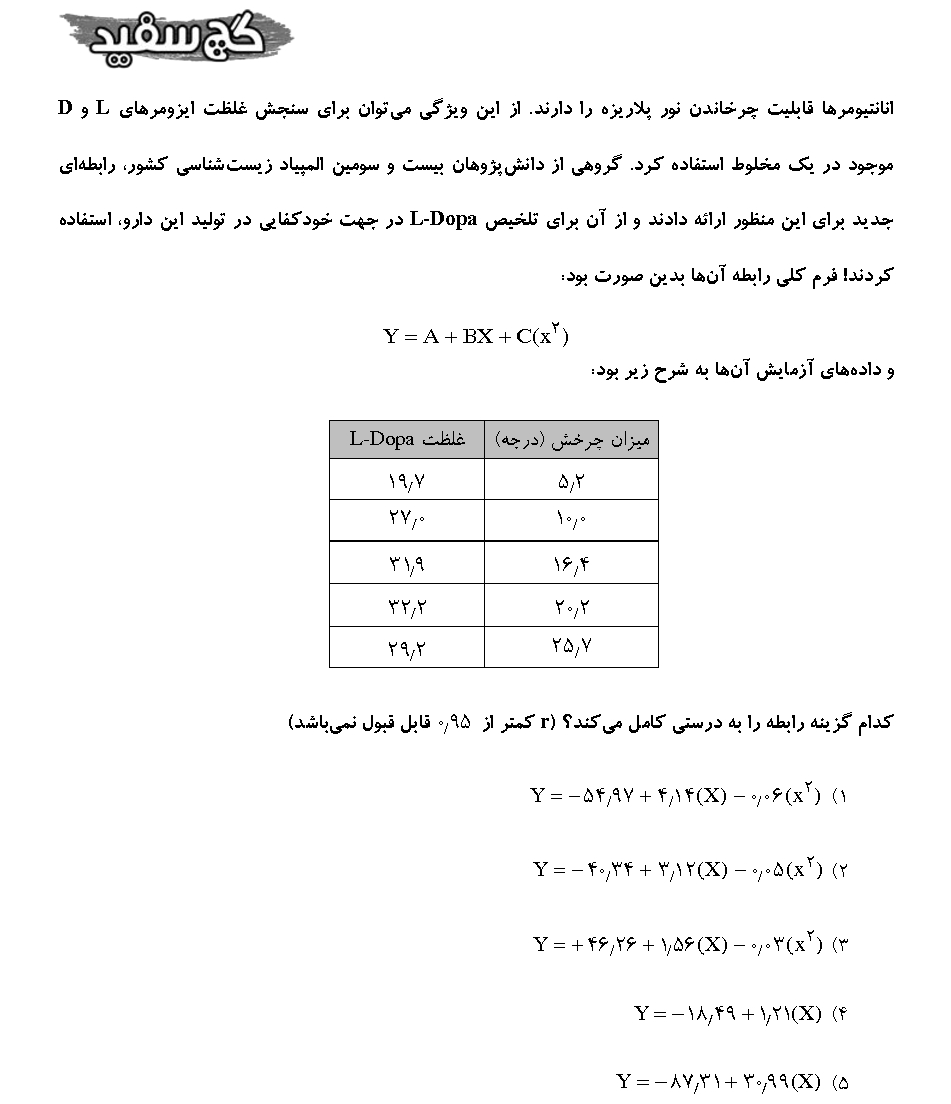 گچ سفید
انانتیومرها قابلیت چرخاندن نور پلاریزه را دارند. از این ویژگی می‌توان برای سنجش غلظت ایزومرهای L و D
موجود در یک مخلوط استفاده کرد. گروهی از دانش‌پژوهان بیست و سومین المپیاد زیست‌شناسی کشور، رابطه‌ای
جدید برای این منظور ارائه دادند و از آن برای تلخیص L-Dopa در جهت خودکفایی در تولید این دارو، استفاده
کردند! فرم کلی رابطه آن‌ها بدین صورت بود:
Y = A + BX + C(x^۲)
و داده‌های آزمایش آن‌ها به شرح زیر بود:
میزان چرخش (درجه) غلظت L-Dopa
۵٫۲ ۱۹٫۷
۱۰٫۰ ۲۷٫۰
۱۶٫۴ ۳۱٫۹
۲۰٫۲ ۳۲٫۲
۲۵٫۷ ۲۹٫۲
کدام گزینه رابطه را به درستی کامل می‌کند؟ (r کمتر از ۰٫۹۵ قابل قبول نمی‌باشد)
۱) Y = −۵۴٫۹۷ + ۴٫۱۴(X) − ۰٫۰۶(x^۲)
۲) Y = −۴۰٫۳۴ + ۳٫۱۲(X) − ۰٫۰۵(x^۲)
۳) Y = +۴۶٫۲۶ + ۱٫۵۶(X) − ۰٫۰۳(x^۲)
۴) Y = −۱۸٫۴۹ + ۱٫۲۱(X)
۵) Y = −۸۷٫۳۱ + ۳۰٫۹۹(X)